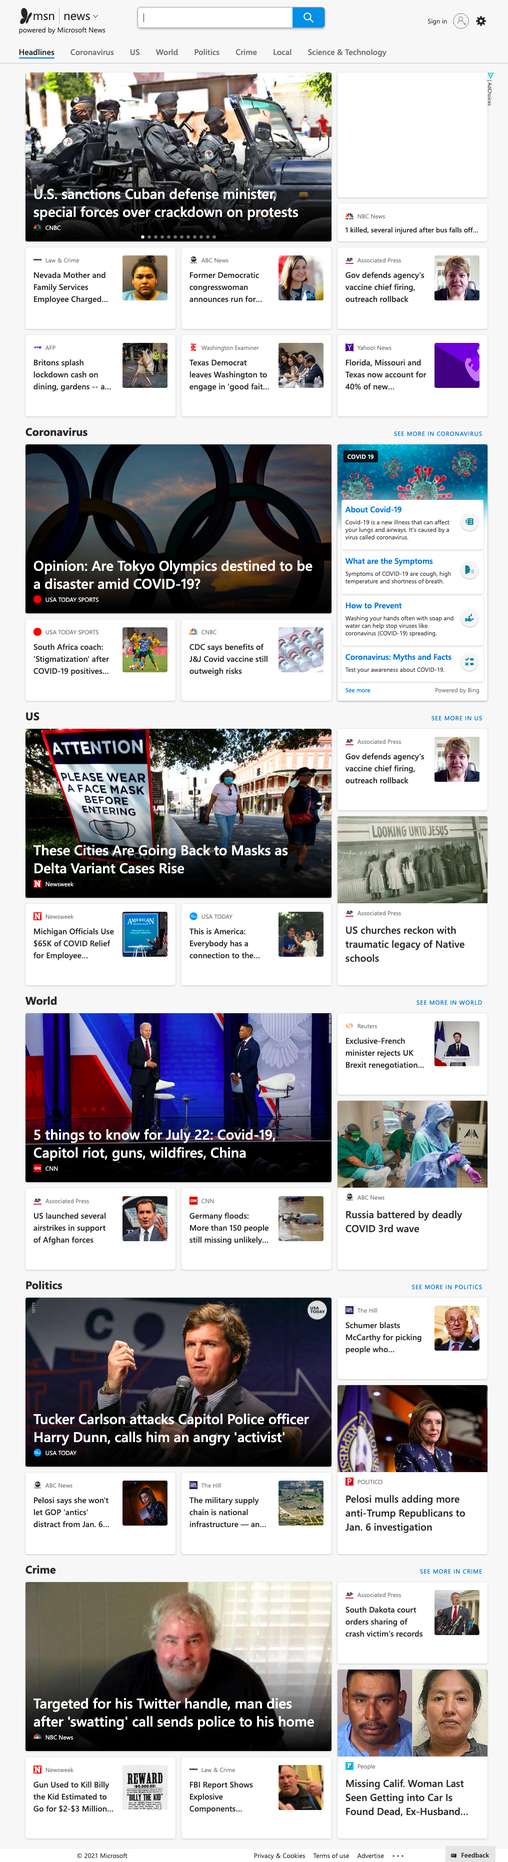 msn | news
powered by Microsoft News
Sign in
Headlines Coronavirus US World Politics Crime Local Science & Technology
U.S. sanctions Cuban defense minister,
special forces over crackdown on protests
CNBC
AdChoices
NBC News
1 killed, several injured after bus falls off...
Law & Crime
Nevada Mother and
Family Services
Employee Charged...
ABC News
Former Democratic
congresswoman
announces run for...
Associated Press
Gov defends agency's
vaccine chief firing,
outreach rollback
AFP
Britons splash
lockdown cash on
dining, gardens -- a...
Washington Examiner
Texas Democrat
leaves Washington to
engage in 'good fait...
Yahoo! News
Florida, Missouri and
Texas now account for
40% of new...
Coronavirus
SEE MORE IN CORONAVIRUS
Opinion: Are Tokyo Olympics destined to be
a disaster amid COVID-19?
USA TODAY SPORTS
COVID 19
About Covid-19
Covid-19 is a new illness that can affect
your lungs and airways. It's caused by a
virus called coronavirus.
What are the Symptoms
Symptoms of COVID-19 are cough, high
temperature and shortness of breath.
How to Prevent
Washing your hands often with soap and
water can help stop viruses like
coronavirus (COVID-19) spreading.
Coronavirus: Myths and Facts
Test your awareness about COVID-19.
See more
Powered by Bing
USA TODAY SPORTS
South Africa coach:
'Stigmatization' after
COVID-19 positives...
CNBC
CDC says benefits of
J&J Covid vaccine still
outweigh risks
US
SEE MORE IN US
ATTENTION
PLEASE WEAR
A FACE MASK
BEFORE
ENTERING
These Cities Are Going Back to Masks as
Delta Variant Cases Rise
Newsweek
Associated Press
Gov defends agency's
vaccine chief firing,
outreach rollback
LOOKING UNTO JESUS
Associated Press
US churches reckon with
traumatic legacy of Native
schools
Newsweek
Michigan Officials Use
$65K of COVID Relief
for Employee...
AMERICAN
USA TODAY
This is America:
Everybody has a
connection to the...
World
SEE MORE IN WORLD
5 things to know for July 22: Covid-19,
Capitol riot, guns, wildfires, China
CNN
Reuters
Exclusive-French
minister rejects UK
Brexit renegotiation...
ABC News
Russia battered by deadly
COVID 3rd wave
Associated Press
US launched several
airstrikes in support
of Afghan forces
CNN
Germany floods:
More than 150 people
still missing unlikely...
Politics
SEE MORE IN POLITICS
USA TODAY
Tucker Carlson attacks Capitol Police officer
Harry Dunn, calls him an angry 'activist'
USA TODAY
The Hill
Schumer blasts
McCarthy for picking
people who...
POLITICO
Pelosi mulls adding more
anti-Trump Republicans to
Jan. 6 investigation
ABC News
Pelosi says she won't
let GOP 'antics'
distract from Jan. 6...
The Hill
The military supply
chain is national
infrastructure — an...
Crime
SEE MORE IN CRIME
Targeted for his Twitter handle, man dies
after 'swatting' call sends police to his home
NBC News
Associated Press
South Dakota court
orders sharing of
crash victim's records
People
Missing Calif. Woman Last
Seen Getting into Car Is
Found Dead, Ex-Husband...
Newsweek
Gun Used to Kill Billy
the Kid Estimated to
Go for $2-$3 Million...
REWARD
"BILLY THE KID"
Law & Crime
FBI Report Shows
Explosive
Components...
© 2021 Microsoft
Privacy & Cookies Terms of use Advertise
Feedback